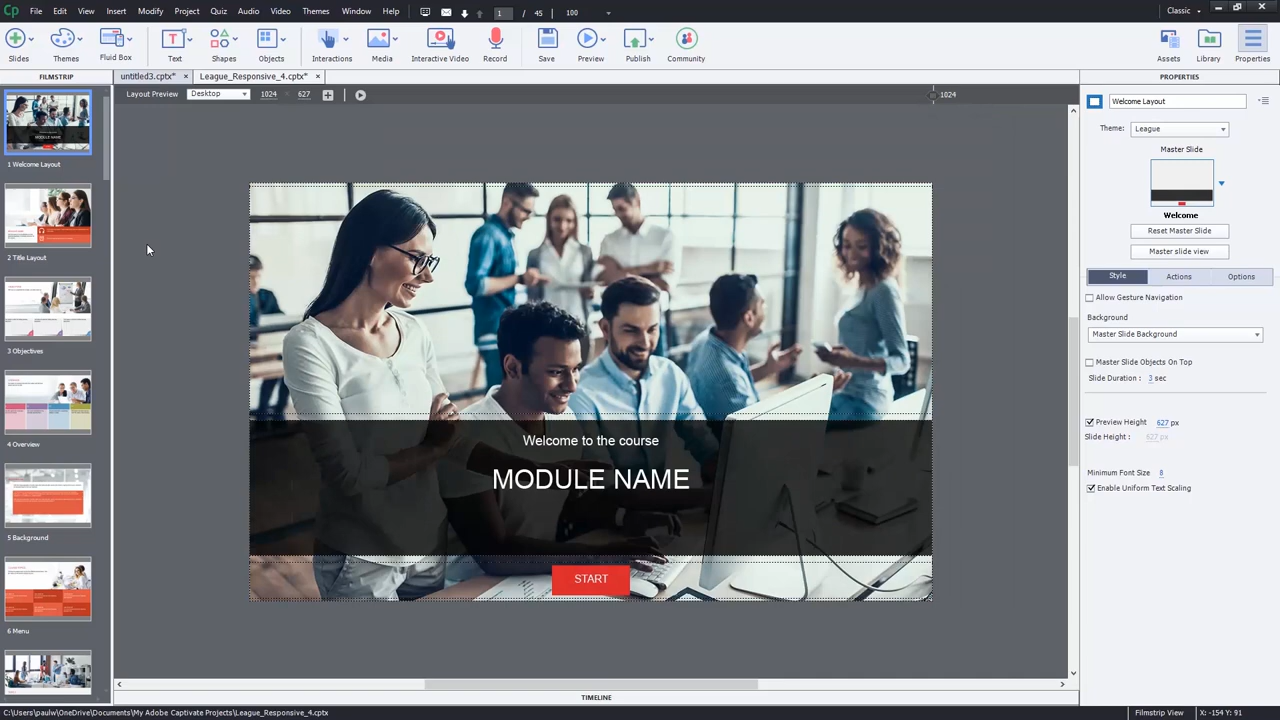 Cp File Edit View Insert Modify Project Quiz Audio Video Themes Window Help 1 / 45 100 Classic
Slides Themes Fluid Box Text Shapes Objects Interactions Media Interactive Video Record Save Preview Publish Community Assets Library Properties
FILMSTRIP untitled3.cptx* × League_Responsive_4.cptx* × PROPERTIES
Layout Preview Desktop 1024 × 627 1024
Welcome Layout
Theme: League
Master Slide
Welcome
Reset Master Slide
Master slide view
Style Actions Options
Allow Gesture Navigation
Background
Master Slide Background
Master Slide Objects On Top
Slide Duration : 3 sec
Preview Height 627 px
Slide Height : 627 px
Minimum Font Size 8
Enable Uniform Text Scaling
MODULE NAME
1 Welcome Layout
2 Title Layout
3 Objectives
4 Overview
5 Background
6 Menu
Welcome to the course
MODULE NAME
START
TIMELINE
C:\Users\paulw\OneDrive\Documents\My Adobe Captivate Projects\League_Responsive_4.cptx Filmstrip View X: -154 Y: 91